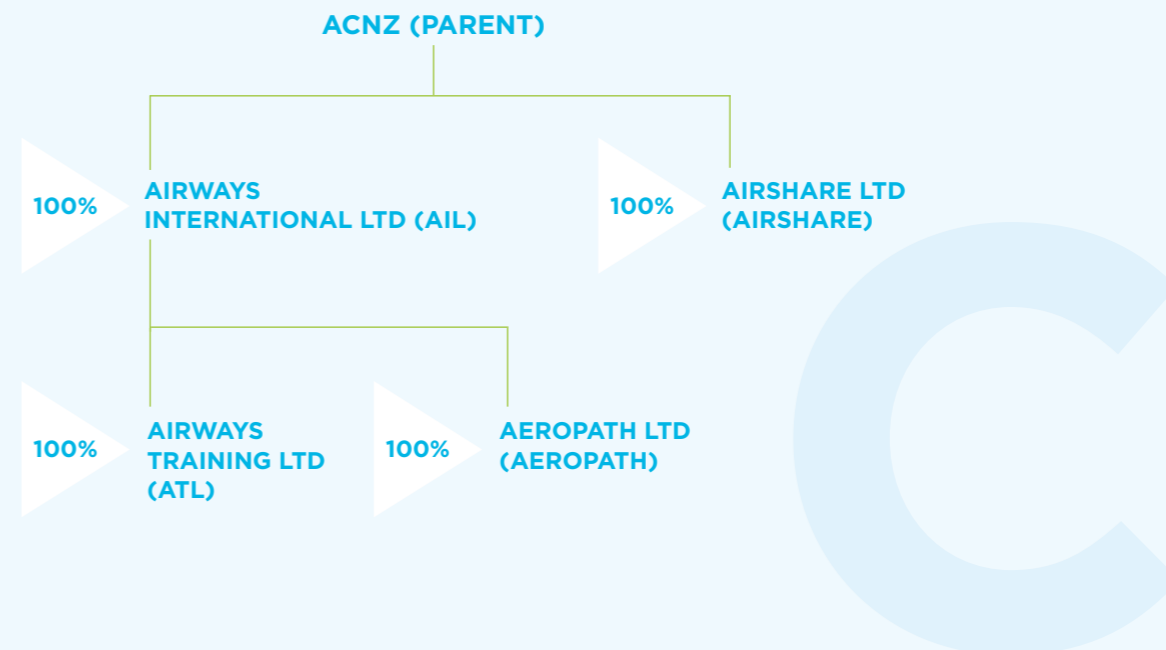 ACNZ (PARENT)
100%
AIRWAYS
INTERNATIONAL LTD (AIL)
100%
AIRSHARE LTD
(AIRSHARE)
100%
AIRWAYS
TRAINING LTD
(ATL)
100%
AEROPATH LTD
(AEROPATH)